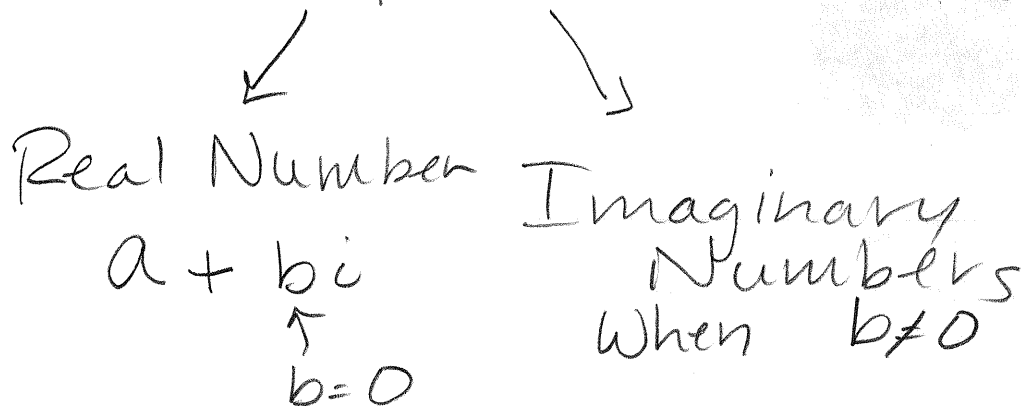 Real Number
Imaginary
a + bi
Numbers
When b≠0
b=0